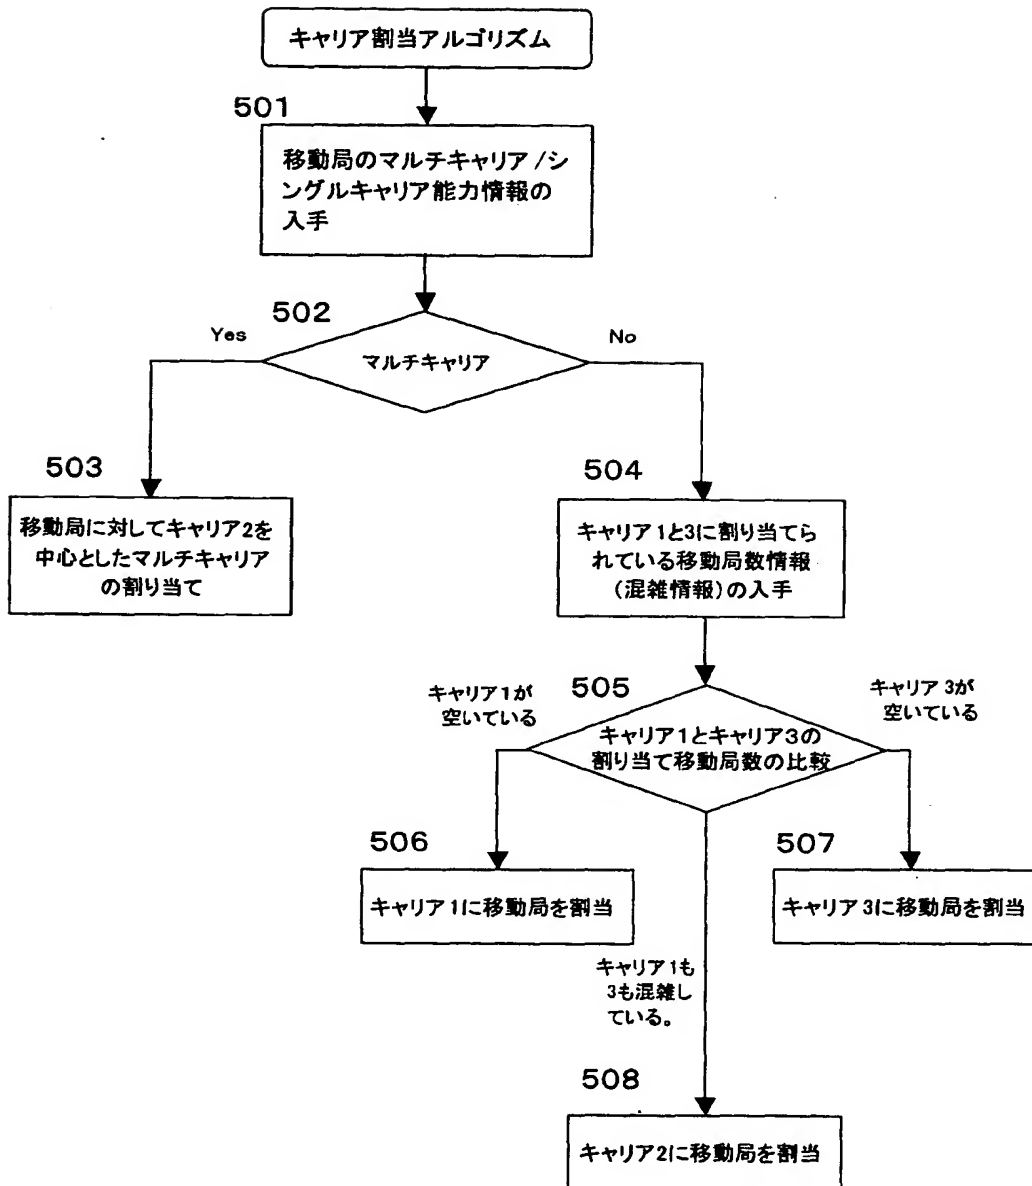 キャリア割当アルゴリズム
501
移動局のマルチキャリア/シ
ングルキャリア能力情報の
入手
502
Yes
No
マルチキャリア
503
移動局に対してキャリア2を
中心としたマルチキャリア
の割り当て
504
キャリア1と3に割り当てら
れている移動局数情報
(混雑情報)の入手
505
キャリア1が
空いている
キャリア3が
空いている
キャリア1とキャリア3の
割り当て移動局数の比較
506
キャリア1に移動局を割当
507
キャリア3に移動局を割当
キャリア1も
3も混雑し
ている。
508
キャリア2に移動局を割当